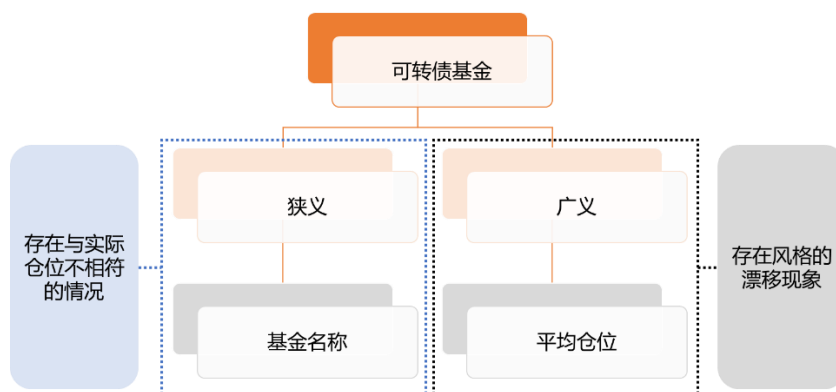 可转债基金
狭义
广义
存在与实际
仓位不相符
的情况
存在风格的
漂移现象
基金名称
平均仓位